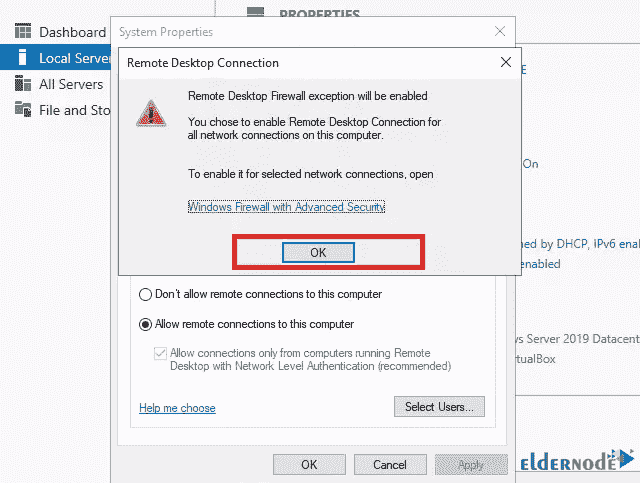 PROPERTIES
Dashboard
System Properties
Local Serve
Remote Desktop Connection
All Servers
File and Sto
Remote Desktop Firewall exception will be enabled
You chose to enable Remote Desktop Connection for
all network connections on this computer.
On
To enable it for selected network connections, open
Windows Firewall with Advanced Security
ned by DHCP, IPv6 enal
enabled
OK
Don't allow remote connections to this computer
Allow remote connections to this computer
Allow connections only from computers running Remote
Desktop with Network Level Authentication (recommended)
vs Server 2019 Datacent
rtualBox
Help me choose
Select Users...
OK
Cancel
Apply
eldernode